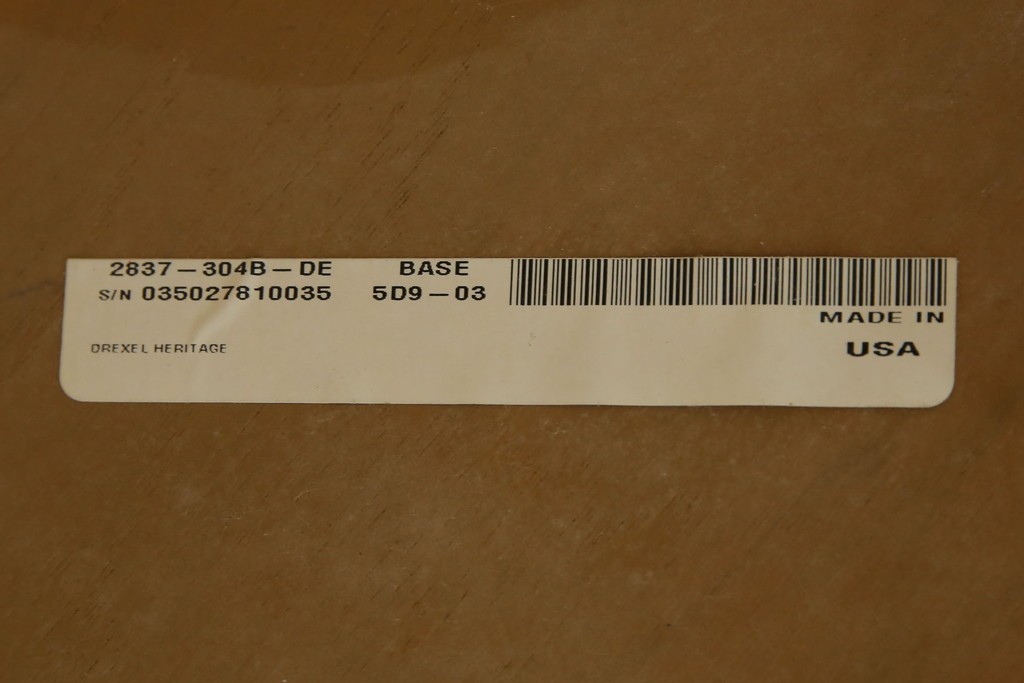 2837-304B-DE BASE
S/N 035027810035 5D9-03
MADE IN
DREXEL HERITAGE USA